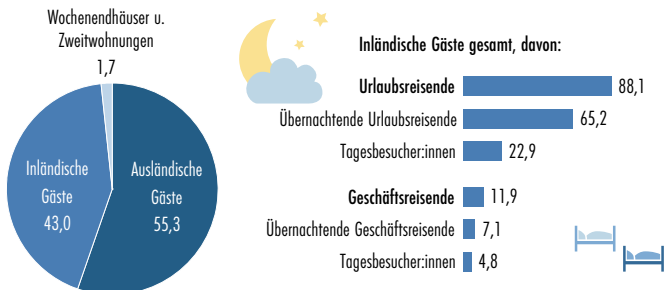 Wochenendhäuser u.
Zweitwohnungen
1,7
Inländische
Gäste
43,0
Ausländische
Gäste
55,3
Inländische Gäste gesamt, davon:
Urlaubsreisende 88,1
Übernachtende Urlaubsreisende 65,2
Tagesbesucher:innen 22,9
Geschäftsreisende 11,9
Übernachtende Geschäftsreisende 7,1
Tagesbesucher:innen 4,8